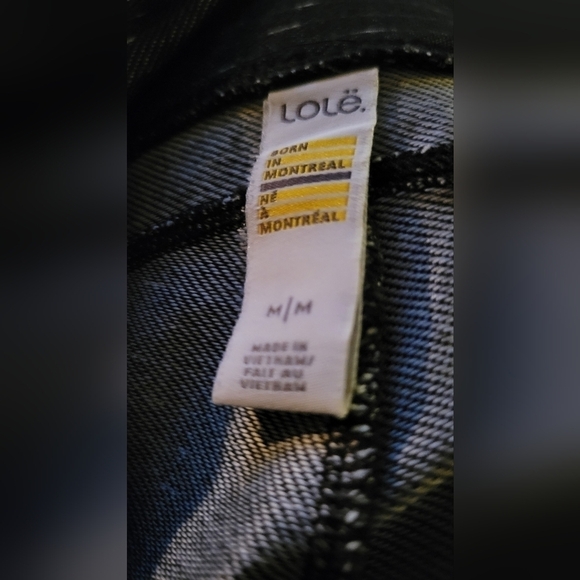 LOLË.
BORN
IN
MONTREAL
NÉ
À
MONTRÉAL
M/M
MADE IN
VIETNAM/
FAIT AU
VIETNAM